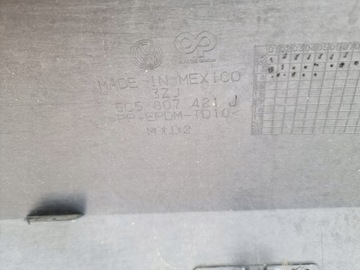 MADE IN MEXICO
3ZJ
5C5 807 421 J
>PP+EPDM-TD10<